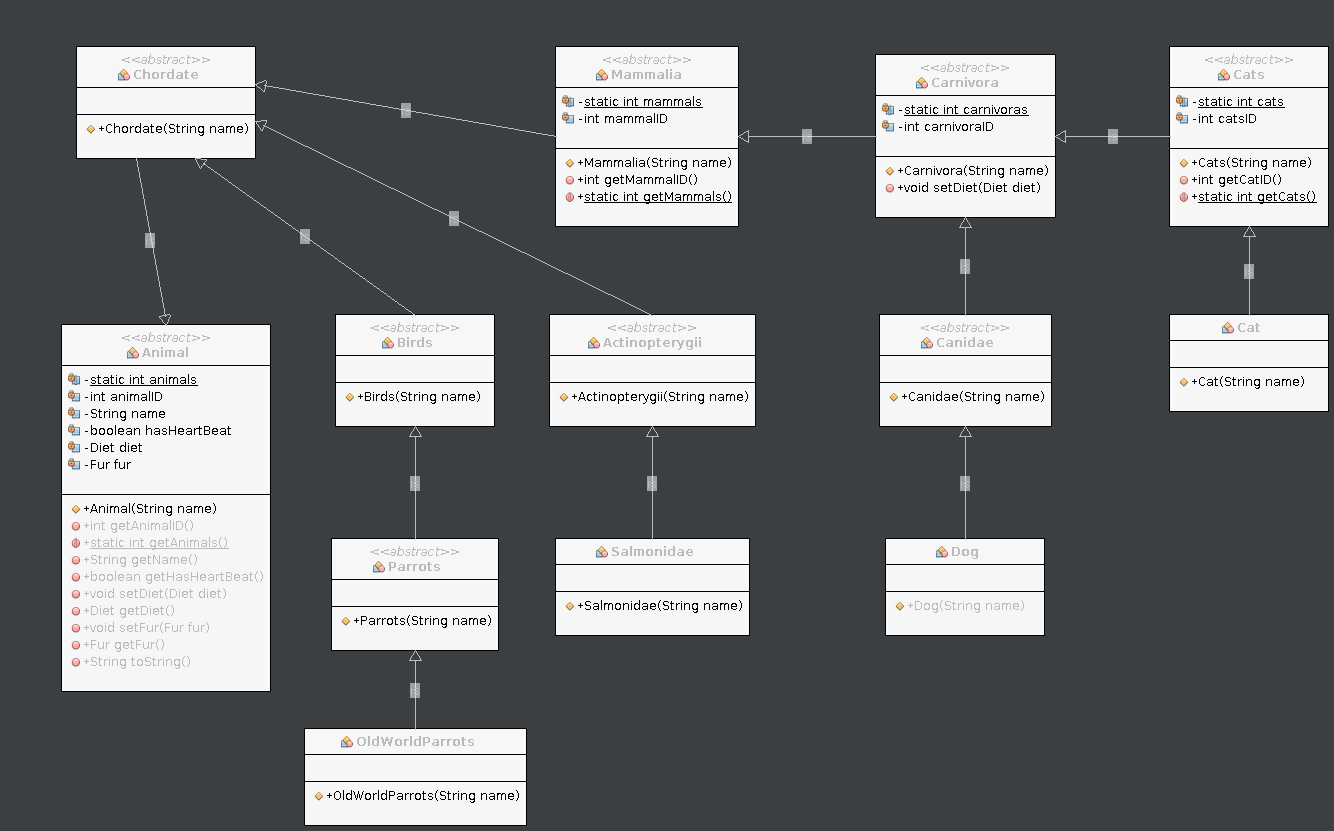 <<abstract>>
Chordate
+Chordate(String name)
<<abstract>>
Mammalia
-static int mammals
-int mammalID
+Mammalia(String name)
+int getMammalID()
+static int getMammals()
<<abstract>>
Carnivora
-static int carnivoras
-int carnivoraID
+Carnivora(String name)
+void setDiet(Diet diet)
<<abstract>>
Cats
-static int cats
-int catsID
+Cats(String name)
+int getCatID()
+static int getCats()
<<abstract>>
Animal
-static int animals
-int animalID
-String name
-boolean hasHeartBeat
-Diet diet
-Fur fur
+Animal(String name)
+int getAnimalID()
+static int getAnimals()
+String getName()
+boolean getHasHeartBeat()
+void setDiet(Diet diet)
+Diet getDiet()
+void setFur(Fur fur)
+Fur getFur()
+String toString()
<<abstract>>
Birds
+Birds(String name)
<<abstract>>
Actinopterygii
+Actinopterygii(String name)
<<abstract>>
Canidae
+Canidae(String name)
Cat
+Cat(String name)
<<abstract>>
Parrots
+Parrots(String name)
Salmonidae
+Salmonidae(String name)
Dog
+Dog(String name)
OldWorldParrots
+OldWorldParrots(String name)